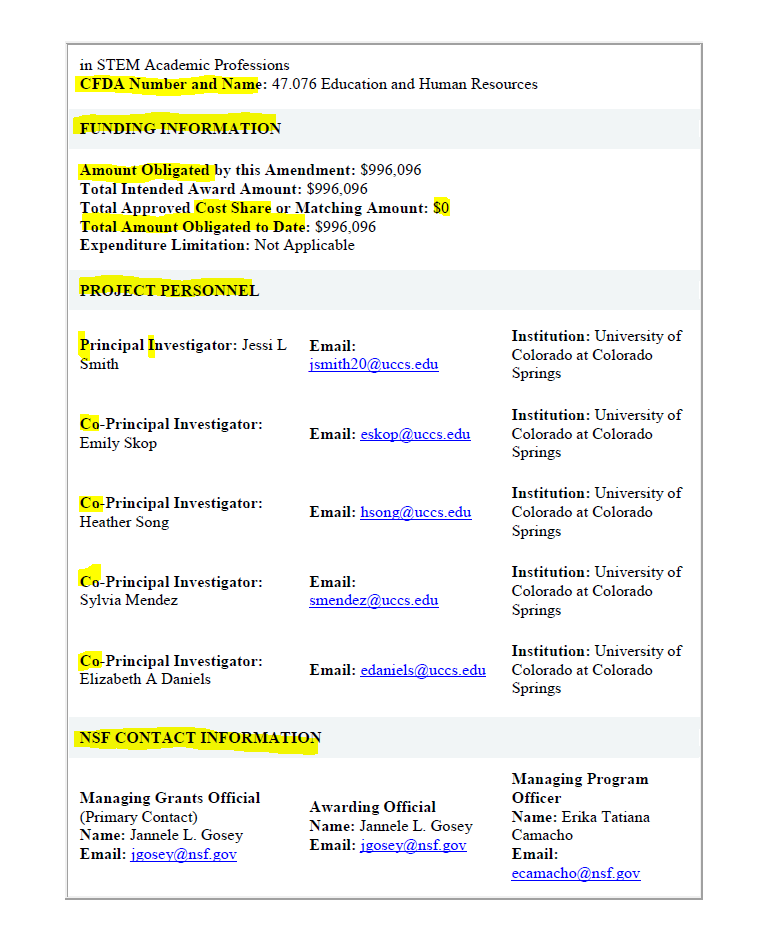 in STEM Academic Professions
CFDA Number and Name: 47.076 Education and Human Resources
FUNDING INFORMATION
Amount Obligated by this Amendment: $996,096
Total Intended Award Amount: $996,096
Total Approved Cost Share or Matching Amount: $0
Total Amount Obligated to Date: $996,096
Expenditure Limitation: Not Applicable
PROJECT PERSONNEL
Principal Investigator: Jessi L
Smith
Email:
jsmith20@uccs.edu
Institution: University of
Colorado at Colorado
Springs
Co-Principal Investigator:
Emily Skop
Email: eskop@uccs.edu
Institution: University of
Colorado at Colorado
Springs
Co-Principal Investigator:
Heather Song
Email: hsong@uccs.edu
Institution: University of
Colorado at Colorado
Springs
Co-Principal Investigator:
Sylvia Mendez
Email:
smendez@uccs.edu
Institution: University of
Colorado at Colorado
Springs
Co-Principal Investigator:
Elizabeth A Daniels
Email: edaniels@uccs.edu
Institution: University of
Colorado at Colorado
Springs
NSF CONTACT INFORMATION
Managing Grants Official
(Primary Contact)
Name: Jannele L. Gosey
Email: jgosey@nsf.gov
Awarding Official
Name: Jannele L. Gosey
Email: jgosey@nsf.gov
Managing Program
Officer
Name: Erika Tatiana
Camacho
Email:
ecamacho@nsf.gov